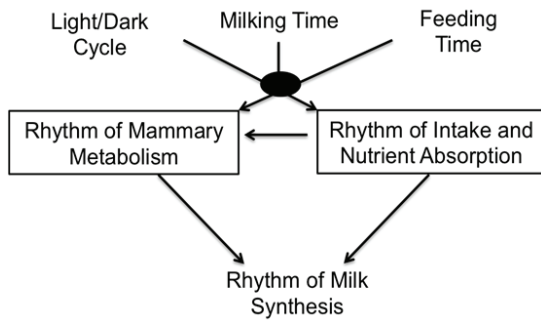 Light/Dark
Cycle
Milking Time
Feeding
Time
Rhythm of Mammary
Metabolism
Rhythm of Intake and
Nutrient Absorption
Rhythm of Milk
Synthesis